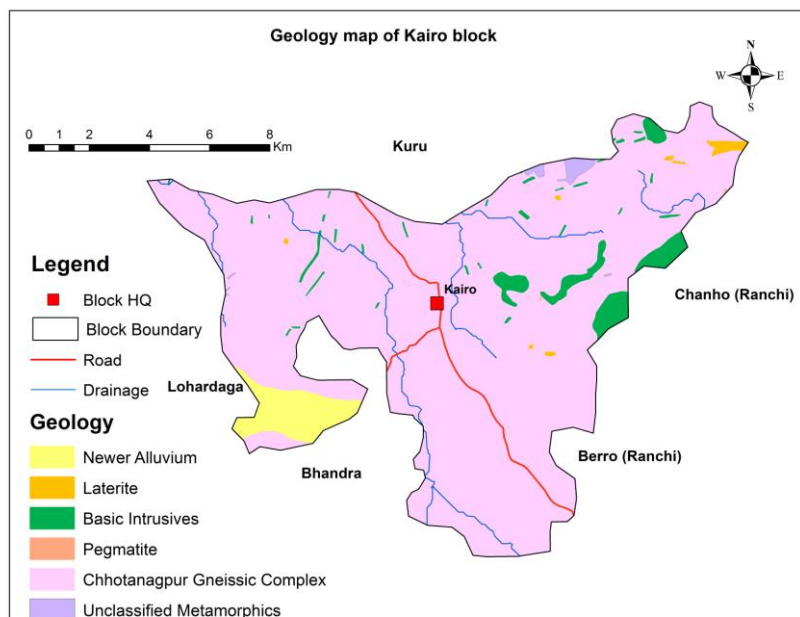 Geology map of Kairo block
N
W E
S
0 1 2 4 6 8
Km
Kuru
Legend
Block HQ
Block Boundary
Road
Drainage
Geology
Newer Alluvium
Laterite
Basic Intrusives
Pegmatite
Chhotanagpur Gneissic Complex
Unclassified Metamorphics
Kairo
Chanho (Ranchi)
Lohardaga
Bhandra
Berro (Ranchi)